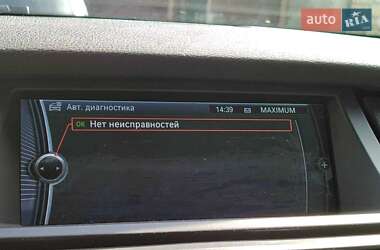 auto RIA
Авт. диагностика 14:39 MAXIMUM
OK Нет неисправностей